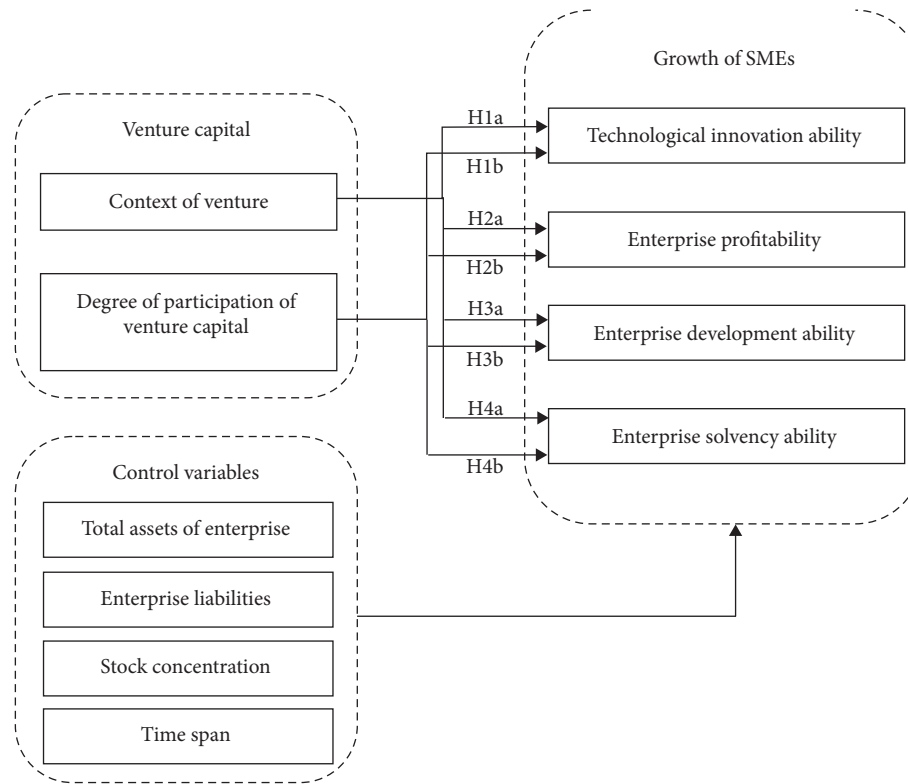 Venture capital
Context of venture
Degree of participation of
venture capital
Control variables
Total assets of enterprise
Enterprise liabilities
Stock concentration
Time span
H1a
H1b
H2a
H2b
H3a
H3b
H4a
H4b
Growth of SMEs
Technological innovation ability
Enterprise profitability
Enterprise development ability
Enterprise solvency ability